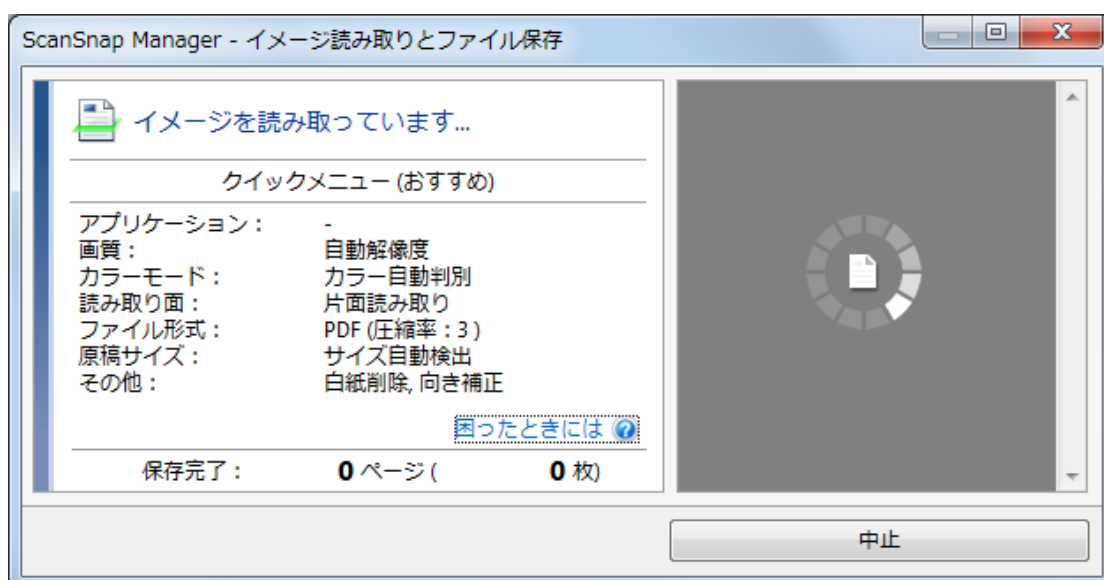 ScanSnap Manager - イメージ読み取りとファイル保存
イメージを読み取っています...
クイックメニュー (おすすめ)
アプリケーション： -
画質： 自動解像度
カラーモード： カラー自動判別
読み取り面： 片面読み取り
ファイル形式： PDF (圧縮率 : 3 )
原稿サイズ： サイズ自動検出
その他： 白紙削除, 向き補正
困ったときには ?
保存完了： 0 ページ ( 0 枚)
中止